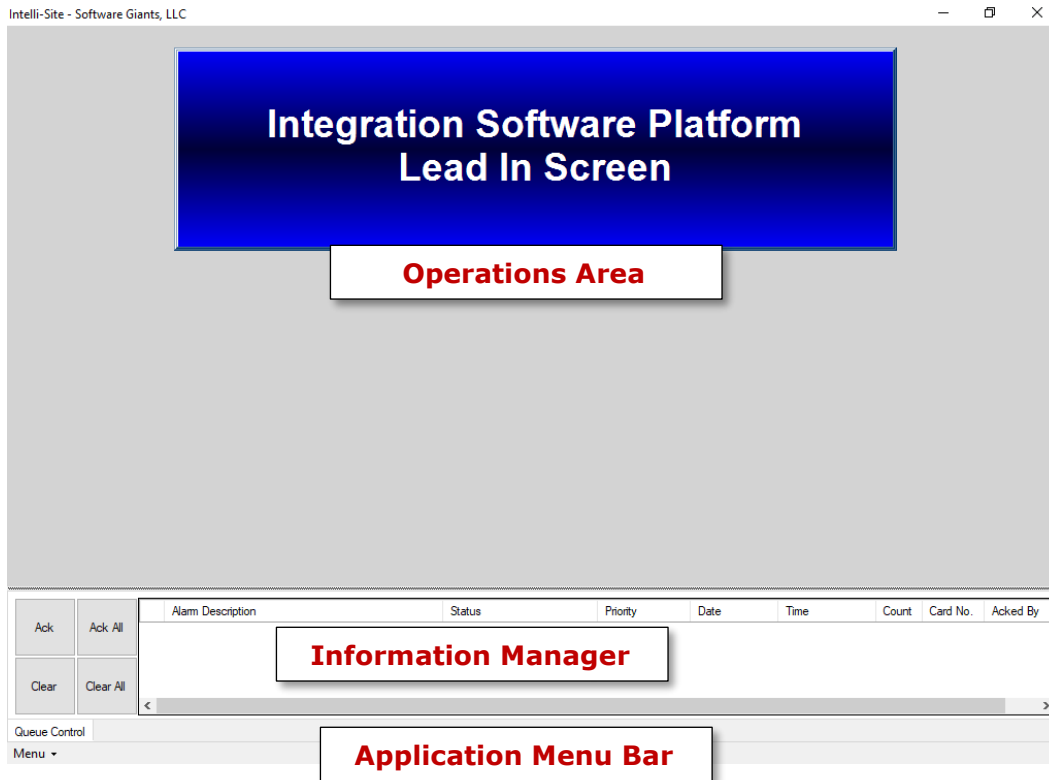 Intelli-Site - Software Giants, LLC
Integration Software Platform
Lead In Screen
Operations Area
Alarm Description Status Priority Date Time Count Card No. Acked By
Ack Ack All
Information Manager
Clear Clear All
Queue Control
Menu
Application Menu Bar